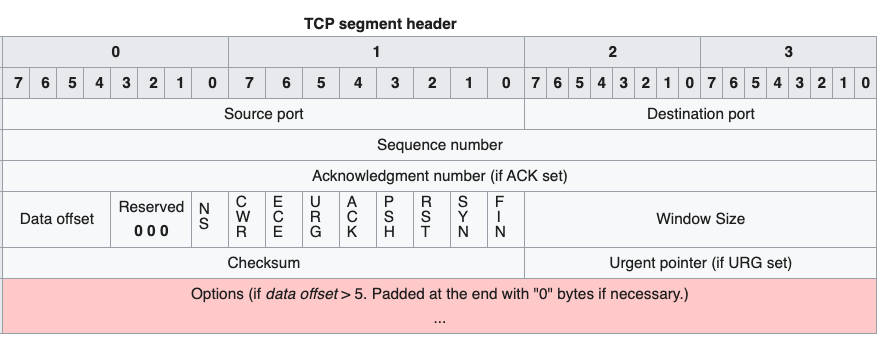 TCP segment header
0 1 2 3
7 6 5 4 3 2 1 0 7 6 5 4 3 2 1 0 7 6 5 4 3 2 1 0 7 6 5 4 3 2 1 0
Source port Destination port
Sequence number
Acknowledgment number (if ACK set)
Data offset Reserved 0 0 0 NS CWR ECE URG ACK PSH RST SYN FIN Window Size
Checksum Urgent pointer (if URG set)
Options (if data offset > 5. Padded at the end with "0" bytes if necessary.)
...